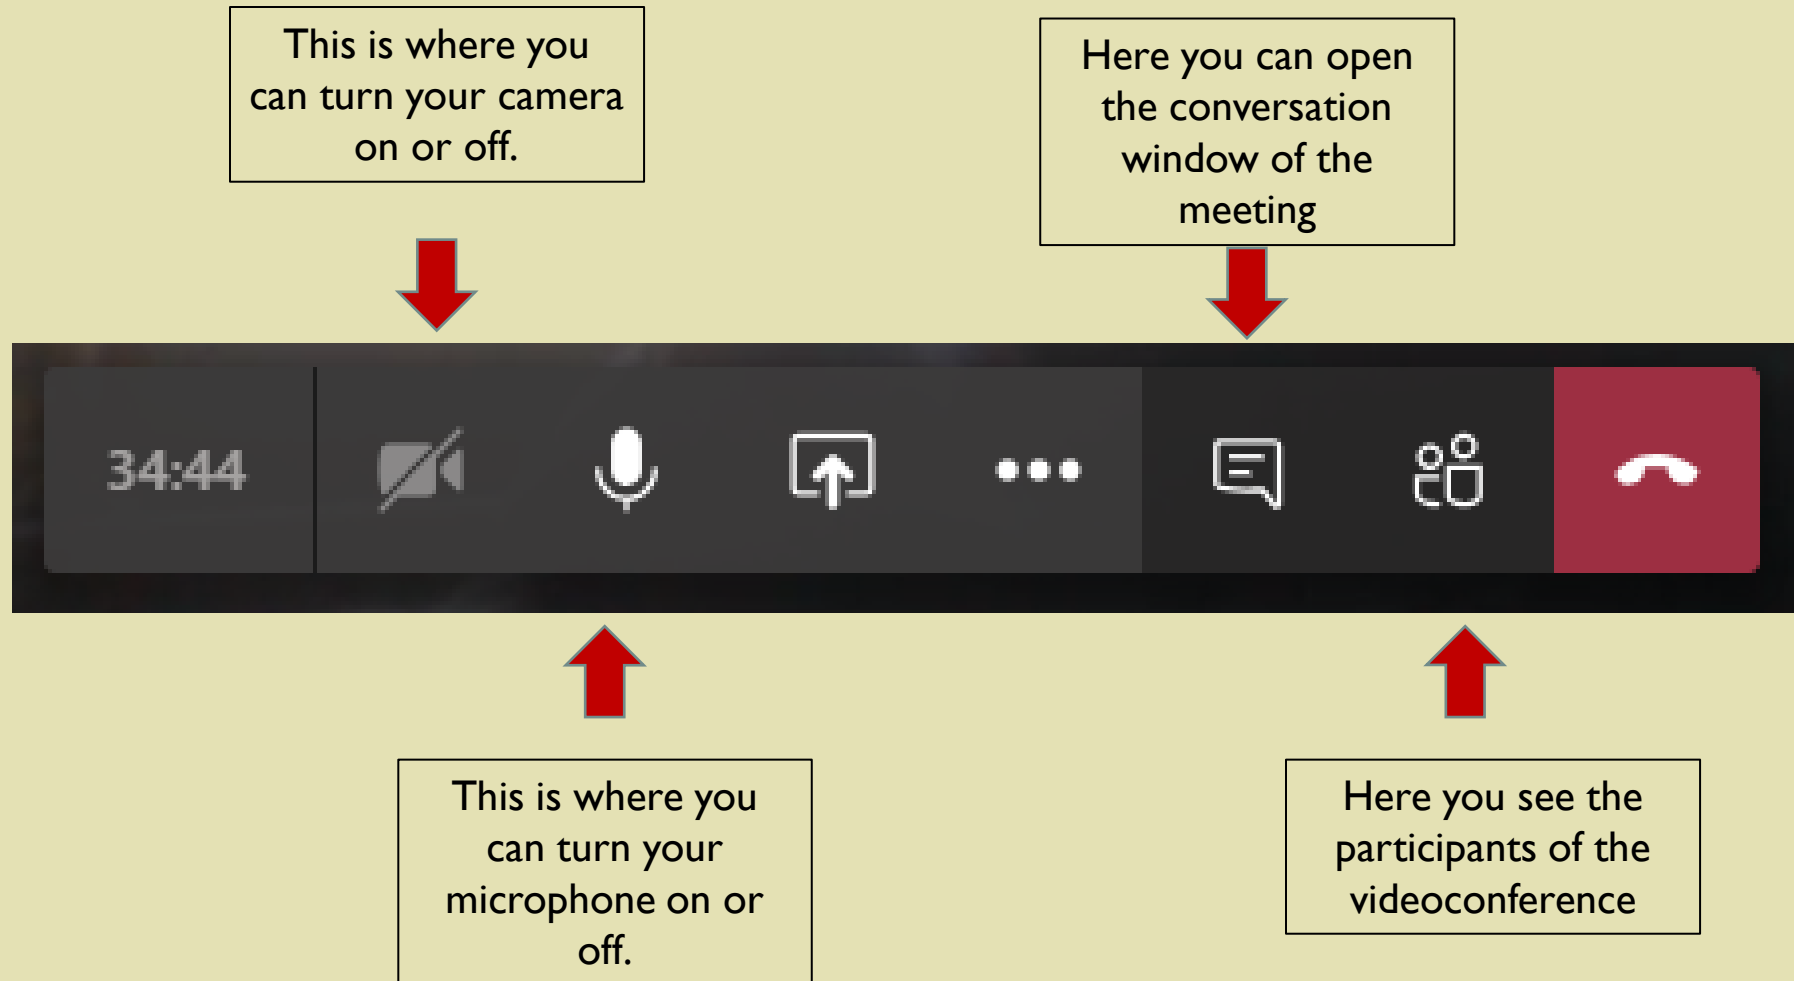 This is where you
can turn your camera
on or off.
Here you can open
the conversation
window of the
meeting
34:44
This is where you
can turn your
microphone on or
off.
Here you see the
participants of the
videoconference